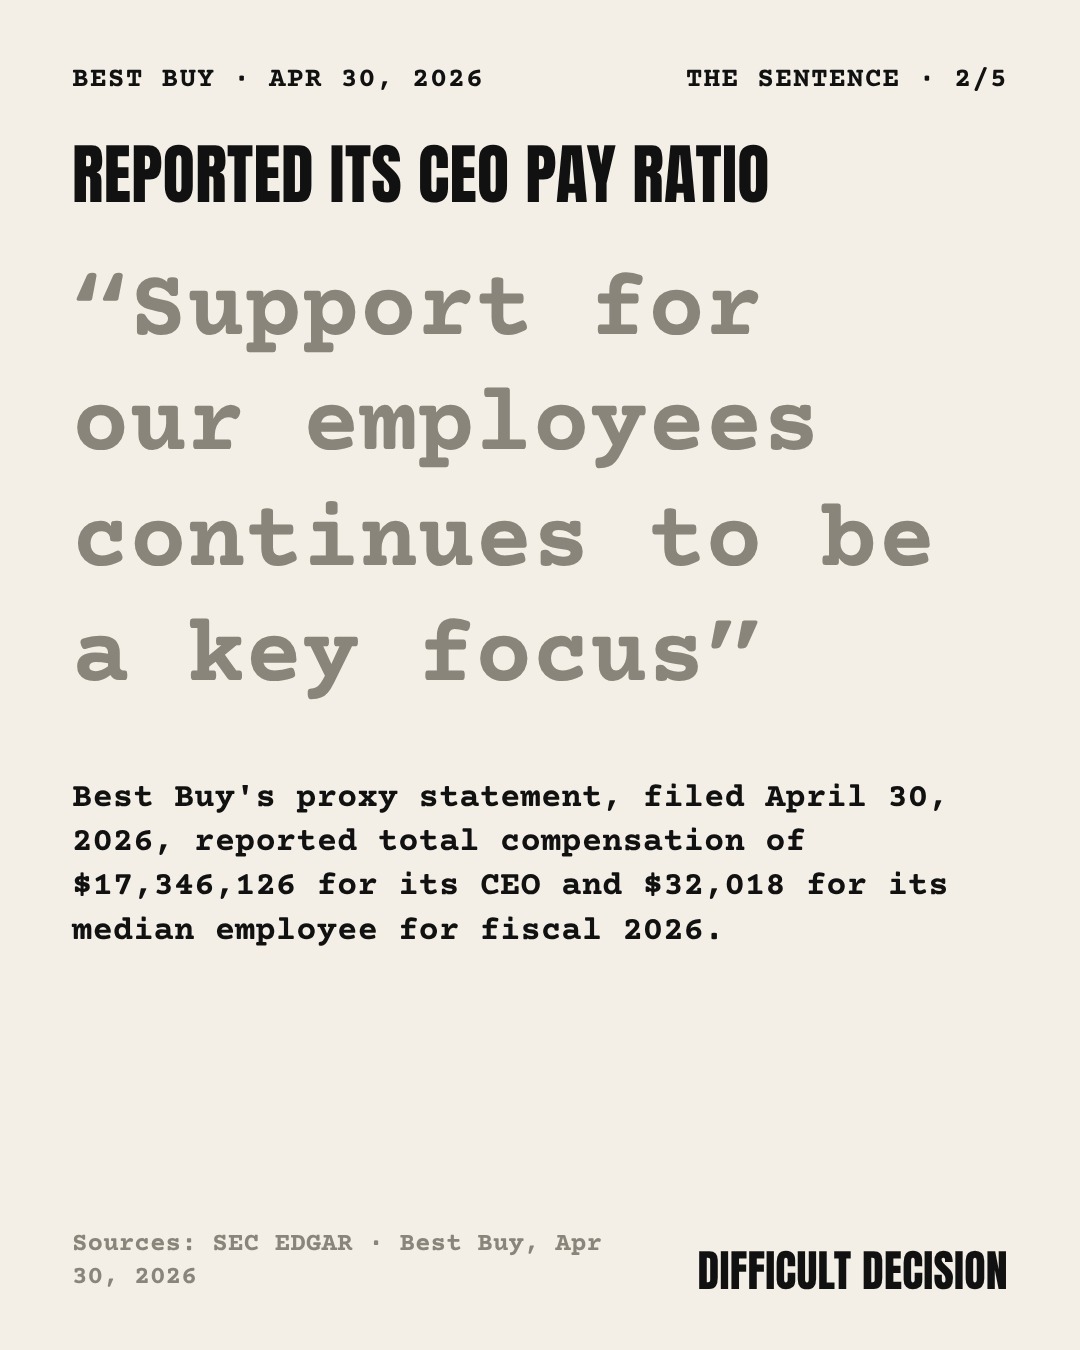 BEST BUY · APR 30, 2026
THE SENTENCE · 2/5
REPORTED ITS CEO PAY RATIO
“Support for
our employees
continues to be
a key focus”
Best Buy's proxy statement, filed April 30,
2026, reported total compensation of
$17,346,126 for its CEO and $32,018 for its
median employee for fiscal 2026.
Sources: SEC EDGAR · Best Buy, Apr
30, 2026
DIFFICULT DECISION